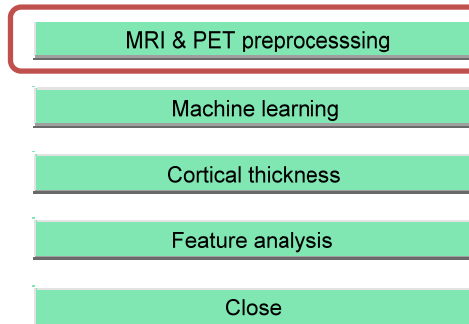 MRI & PET preprocesssing
Machine learning
Cortical thickness
Feature analysis
Close